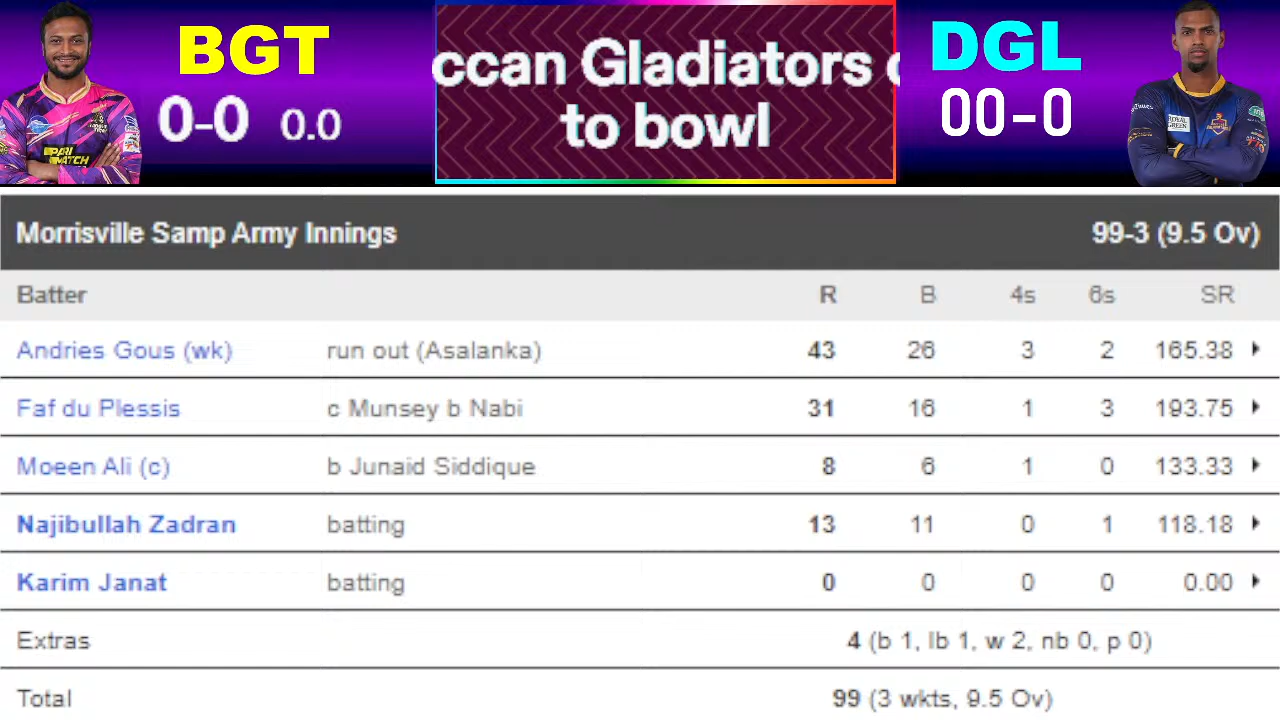 BGT
0-0 0.0
ccan Gladiators
to bowl
DGL
00-0
PARI MATCH
ROYAL GREEN
Morrisville Samp Army Innings 99-3 (9.5 Ov)
Batter R B 4s 6s SR
Andries Gous (wk) run out (Asalanka) 43 26 3 2 165.38
Faf du Plessis c Munsey b Nabi 31 16 1 3 193.75
Moeen Ali (c) b Junaid Siddique 8 6 1 0 133.33
Najibullah Zadran batting 13 11 0 1 118.18
Karim Janat batting 0 0 0 0 0.00
Extras 4 (b 1, lb 1, w 2, nb 0, p 0)
Total 99 (3 wkts, 9.5 Ov)